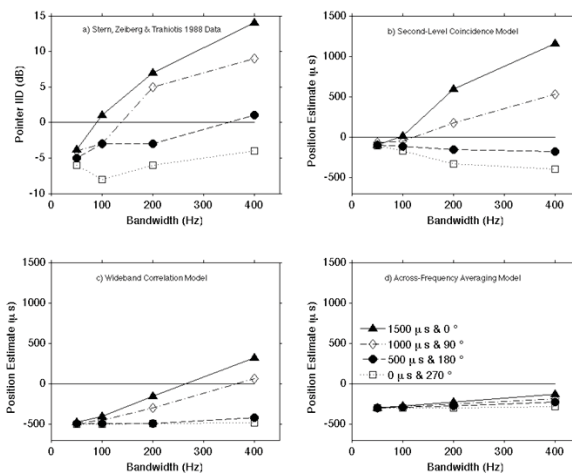 a) Stern, Zeiberg & Trahiotis 1988 Data
Pointer IID (dB)
15
10
5
0
-5
10
0
100
200
300
400
Bandwidth (Hz)
b) Second-Level Coincidence Model
Position Estimate (µ s)
1500
1000
500
0
-500
0
100
200
300
400
Bandwidth (Hz)
c) Wideband Correlation Model
Position Estimate (µ s)
1500
1000
500
0
-500
0
100
200
300
400
Bandwidth (Hz)
d) Across-Frequency Averaging Model
Position Estimate (µ s)
1500
1000
500
0
-500
1500 µ s & 0 °
1000 µ s & 90 °
500 µ s & 180 °
0 µ s & 270 °
0
100
200
300
400
Bandwidth (Hz)